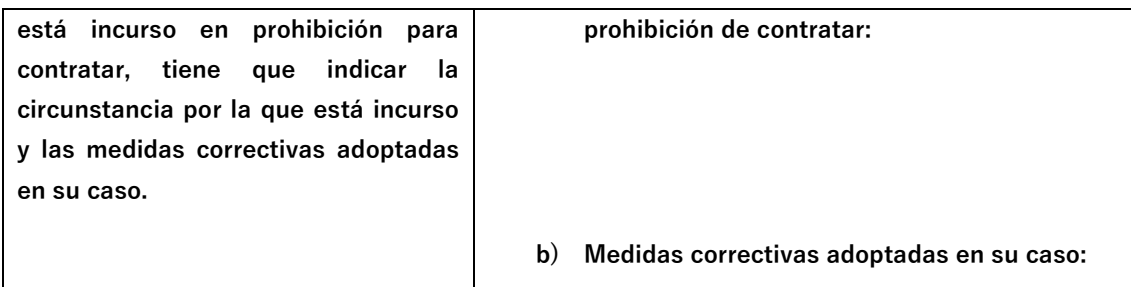 está incurso en prohibición para
contratar, tiene que indicar la
circunstancia por la que está incurso
y las medidas correctivas adoptadas
en su caso.
prohibición de contratar:
b) Medidas correctivas adoptadas en su caso: